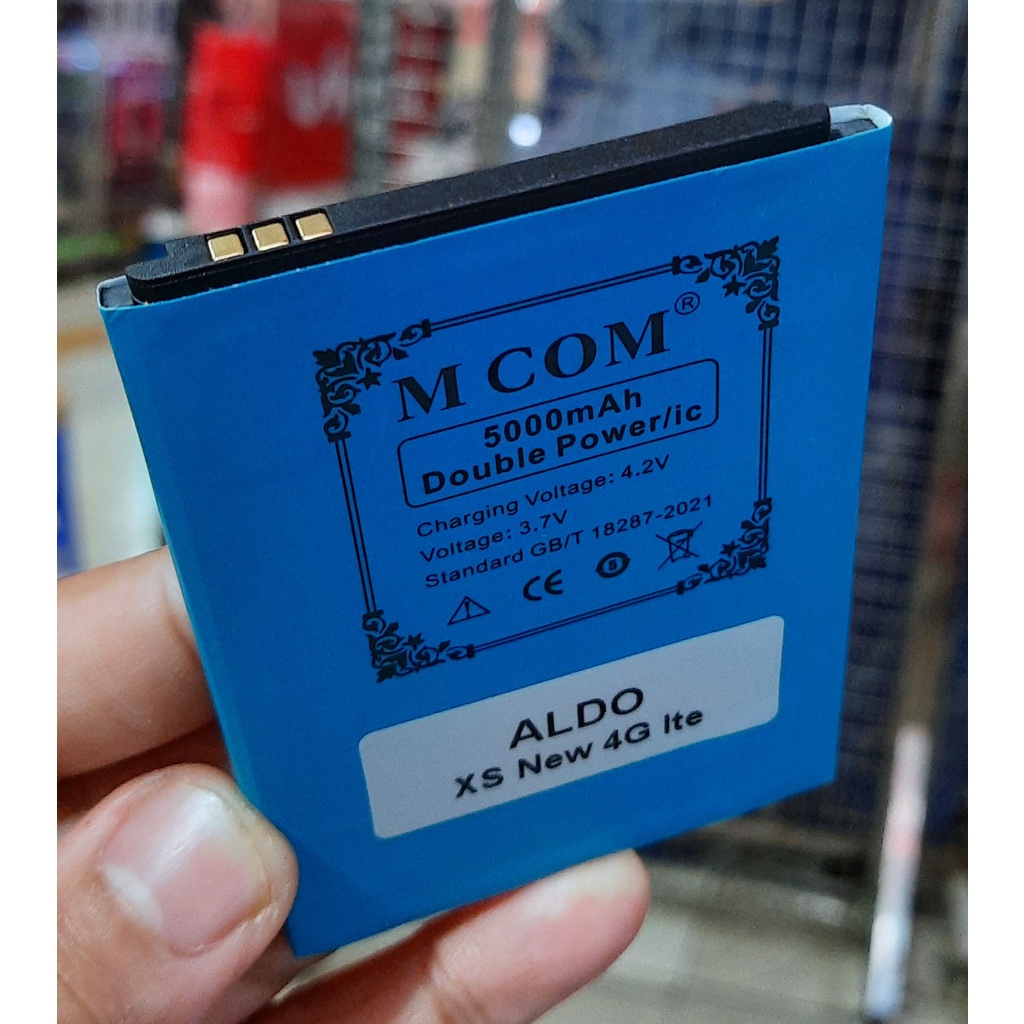 M COM®
5000mAh
Double Power/ic
Charging Voltage: 4.2V
Voltage: 3.7V
Standard GB/T 18287-2021
CE
ALDO
XS New 4G lte